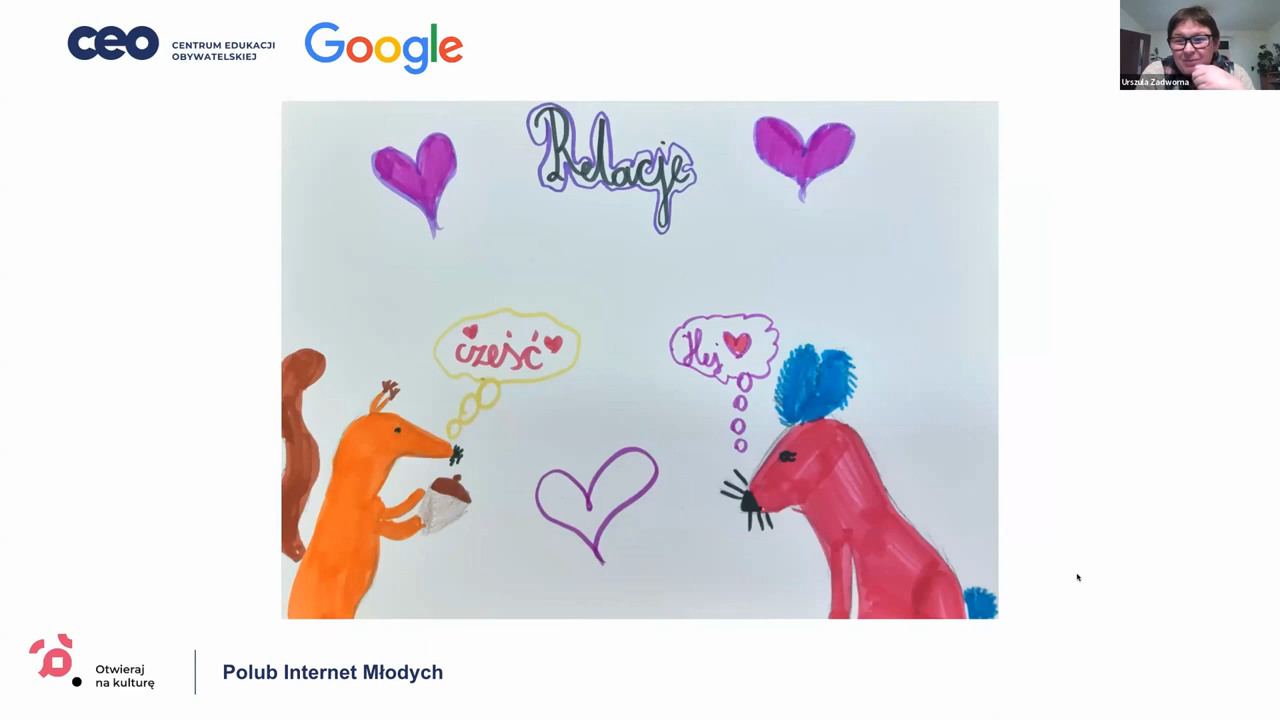 ceo
CENTRUM EDUKACJI
OBYWATELSKIEJ
Google
Urszula Zadworna
Relacje
cześć
Hej
Otwieraj
na kulturę
Polub Internet Młodych